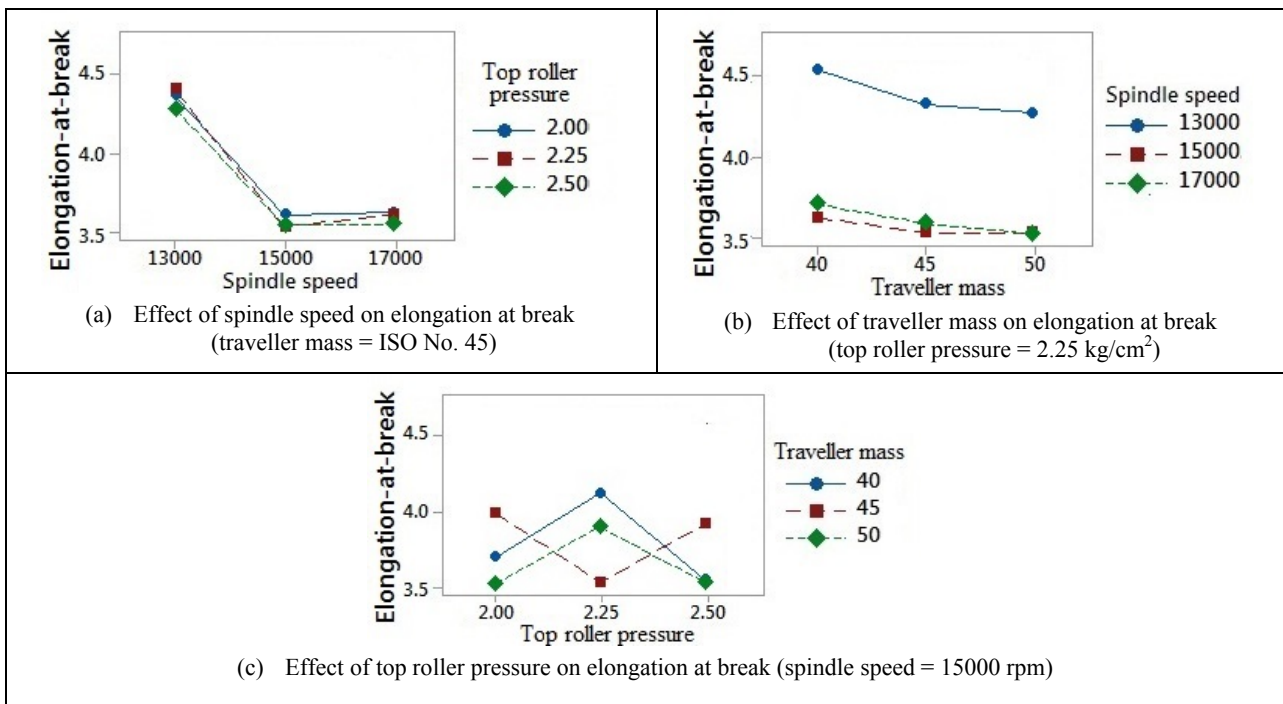 Elongation-at-break
4.5
4.0
3.5
13000 15000 17000
Spindle speed
Top roller
pressure
2.00
2.25
2.50
(a) Effect of spindle speed on elongation at break
(traveller mass = ISO No. 45)
Elongation-at-break
4.5
4.0
3.5
40 45 50
Traveller mass
Spindle speed
13000
15000
17000
(b) Effect of traveller mass on elongation at break
(top roller pressure = 2.25 kg/cm²)
Elongation-at-break
4.5
4.0
3.5
2.00 2.25 2.50
Top roller pressure
Traveller mass
40
45
50
(c) Effect of top roller pressure on elongation at break (spindle speed = 15000 rpm)